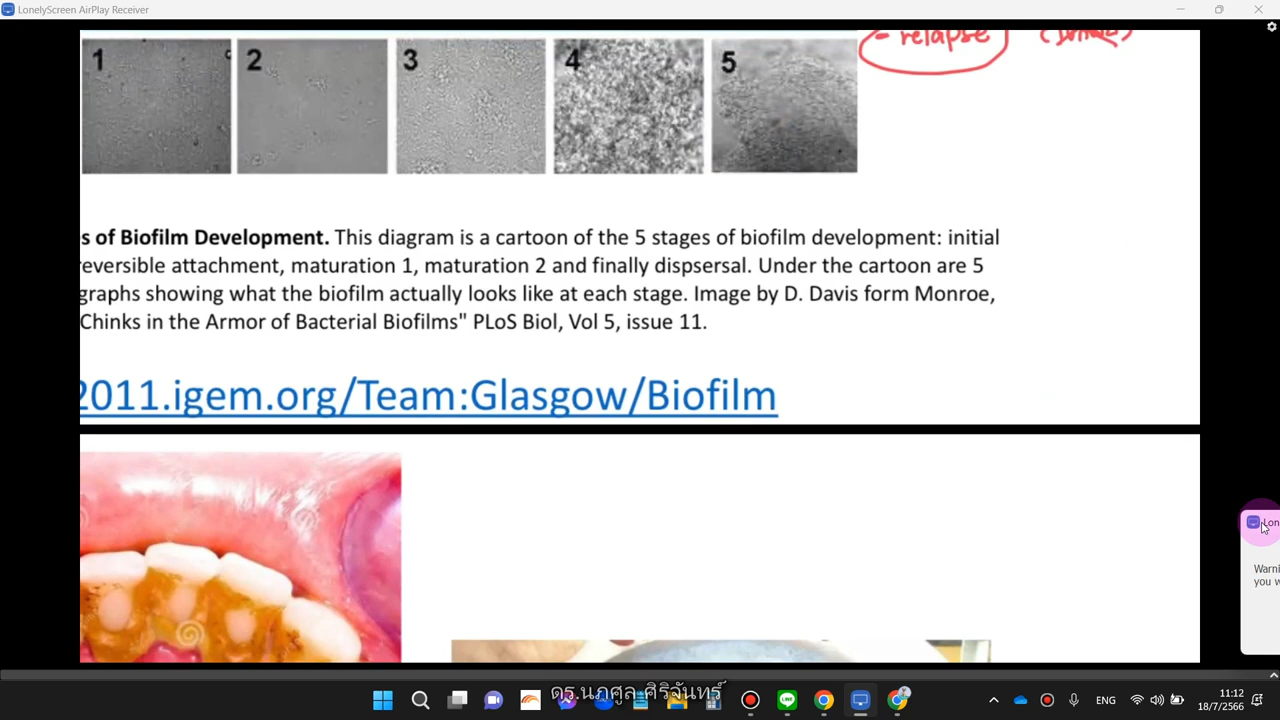 LonelyScreen AirPlay Receiver
- relapse
1 2 3 4 5
s of Biofilm Development. This diagram is a cartoon of the 5 stages of biofilm development: initial
reversible attachment, maturation 1, maturation 2 and finally dispsersal. Under the cartoon are 5
graphs showing what the biofilm actually looks like at each stage. Image by D. Davis form Monroe,
Chinks in the Armor of Bacterial Biofilms" PLoS Biol, Vol 5, issue 11.
2011.igem.org/Team:Glasgow/Biofilm
Lon
Warni
you w
ดร.นภศูล ศิริจันทร์
ENG
11:12
18/7/2566